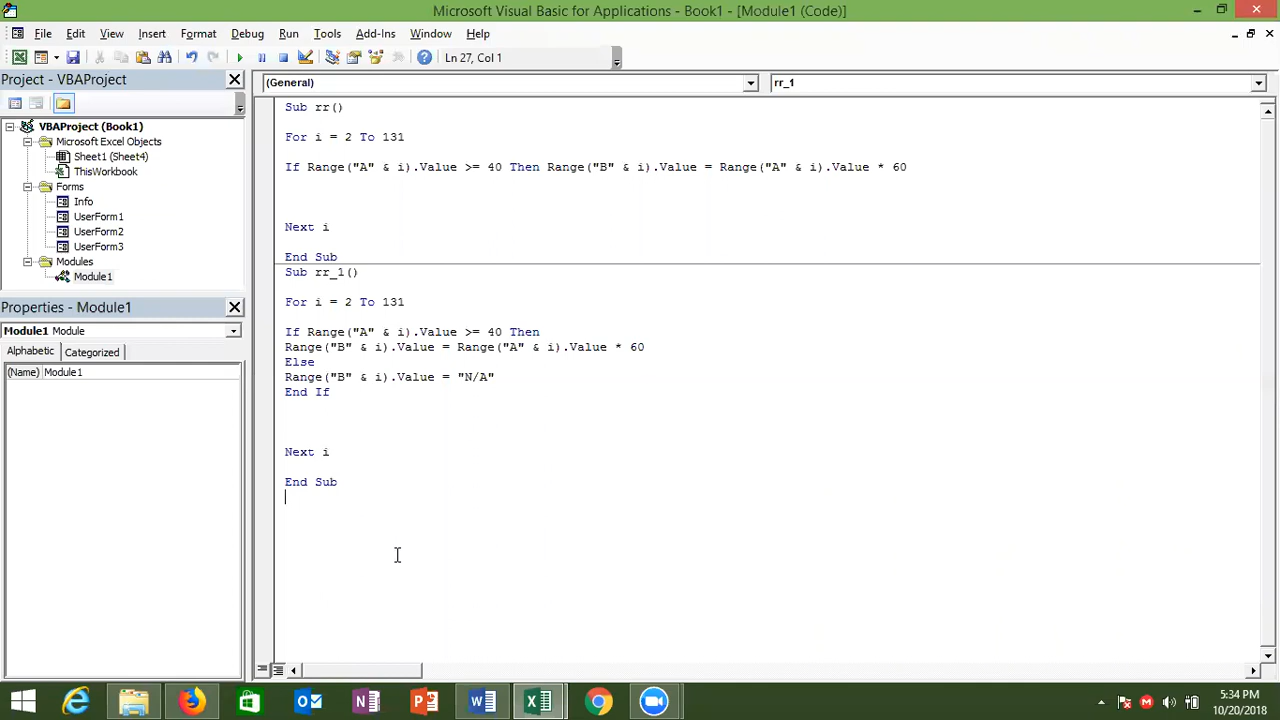 Microsoft Visual Basic for Applications - Book1 - [Module1 (Code)]
File Edit View Insert Format Debug Run Tools Add-Ins Window Help
Ln 27, Col 1
Project - VBAProject
(General)
rr_1
VBAProject (Book1)
Microsoft Excel Objects
Sheet1 (Sheet4)
ThisWorkbook
Forms
Info
UserForm1
UserForm2
UserForm3
Modules
Module1
Properties - Module1
Module1 Module
Alphabetic Categorized
(Name) Module1
Sub rr()
For i = 2 To 131
If Range("A" & i).Value >= 40 Then Range("B" & i).Value = Range("A" & i).Value * 60
Next i
End Sub
Sub rr_1()
For i = 2 To 131
If Range("A" & i).Value >= 40 Then
Range("B" & i).Value = Range("A" & i).Value * 60
Else
Range("B" & i).Value = "N/A"
End If
Next i
End Sub
5:34 PM
10/20/2018